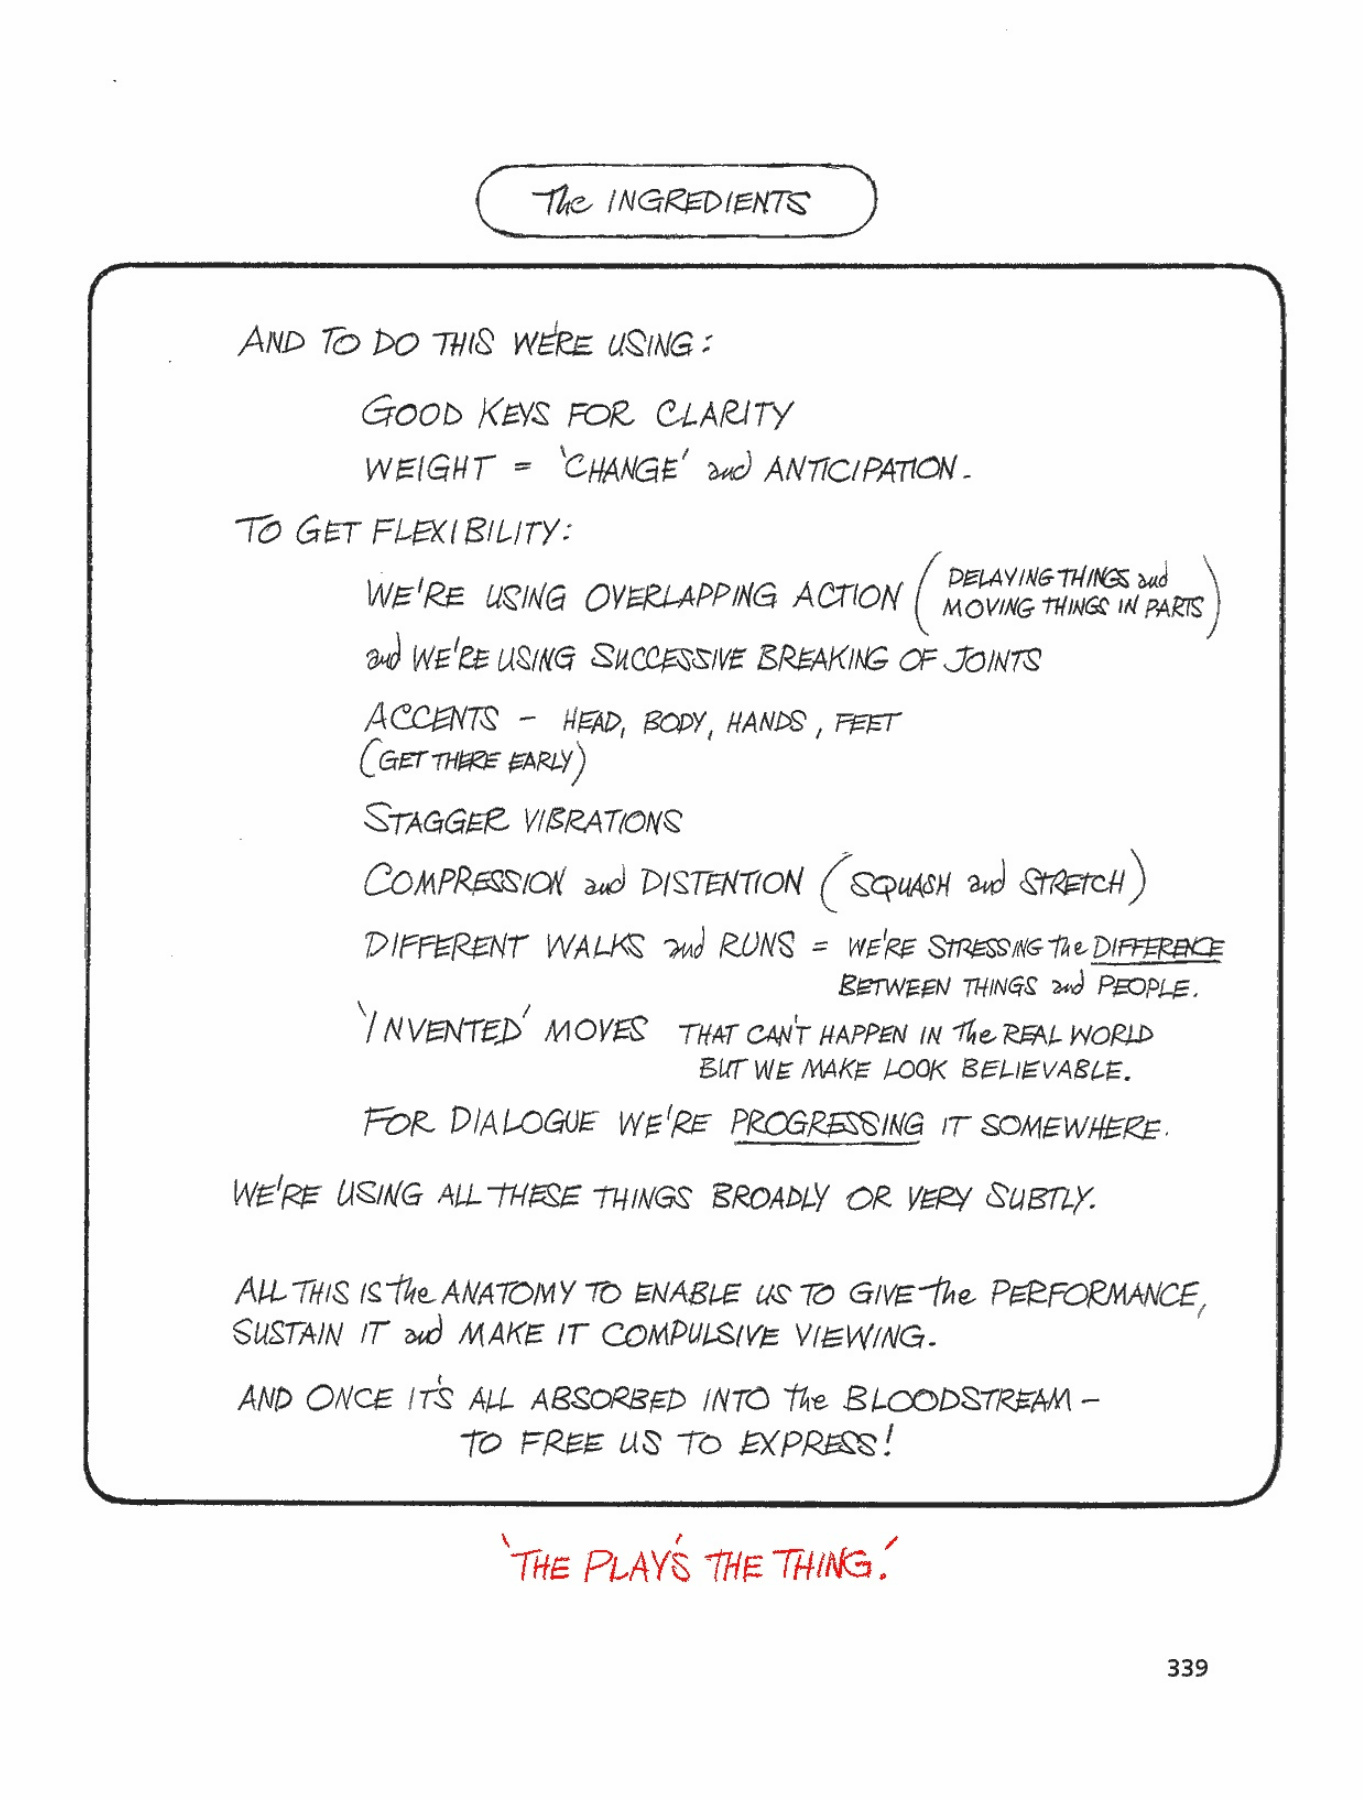 The INGREDIENTS
AND TO DO THIS WE'RE USING:
GOOD KEYS FOR CLARITY
WEIGHT = 'CHANGE' and ANTICIPATION.
TO GET FLEXIBILITY:
WE'RE USING OVERLAPPING ACTION (DELAYING THINGS and
MOVING THINGS IN PARTS)
and WE'RE USING SUCCESSIVE BREAKING OF JOINTS
ACCENTS - HEAD, BODY, HANDS, FEET
(GET THERE EARLY)
STAGGER VIBRATIONS
COMPRESSION and DISTENTION (SQUASH and STRETCH)
DIFFERENT WALKS and RUNS = WE'RE STRESSING The DIFFERENCE
BETWEEN THINGS and PEOPLE.
'INVENTED' MOVES THAT CAN'T HAPPEN IN The REAL WORLD
BUT WE MAKE LOOK BELIEVABLE.
FOR DIALOGUE WE'RE PROGRESSING IT SOMEWHERE.
WE'RE USING ALL THESE THINGS BROADLY OR VERY SUBTLY.
ALL THIS IS the ANATOMY TO ENABLE US TO GIVE the PERFORMANCE,
SUSTAIN IT and MAKE IT COMPULSIVE VIEWING.
AND ONCE IT'S ALL ABSORBED INTO the BLOODSTREAM -
TO FREE US TO EXPRESS!
'THE PLAY'S THE THING.'
339